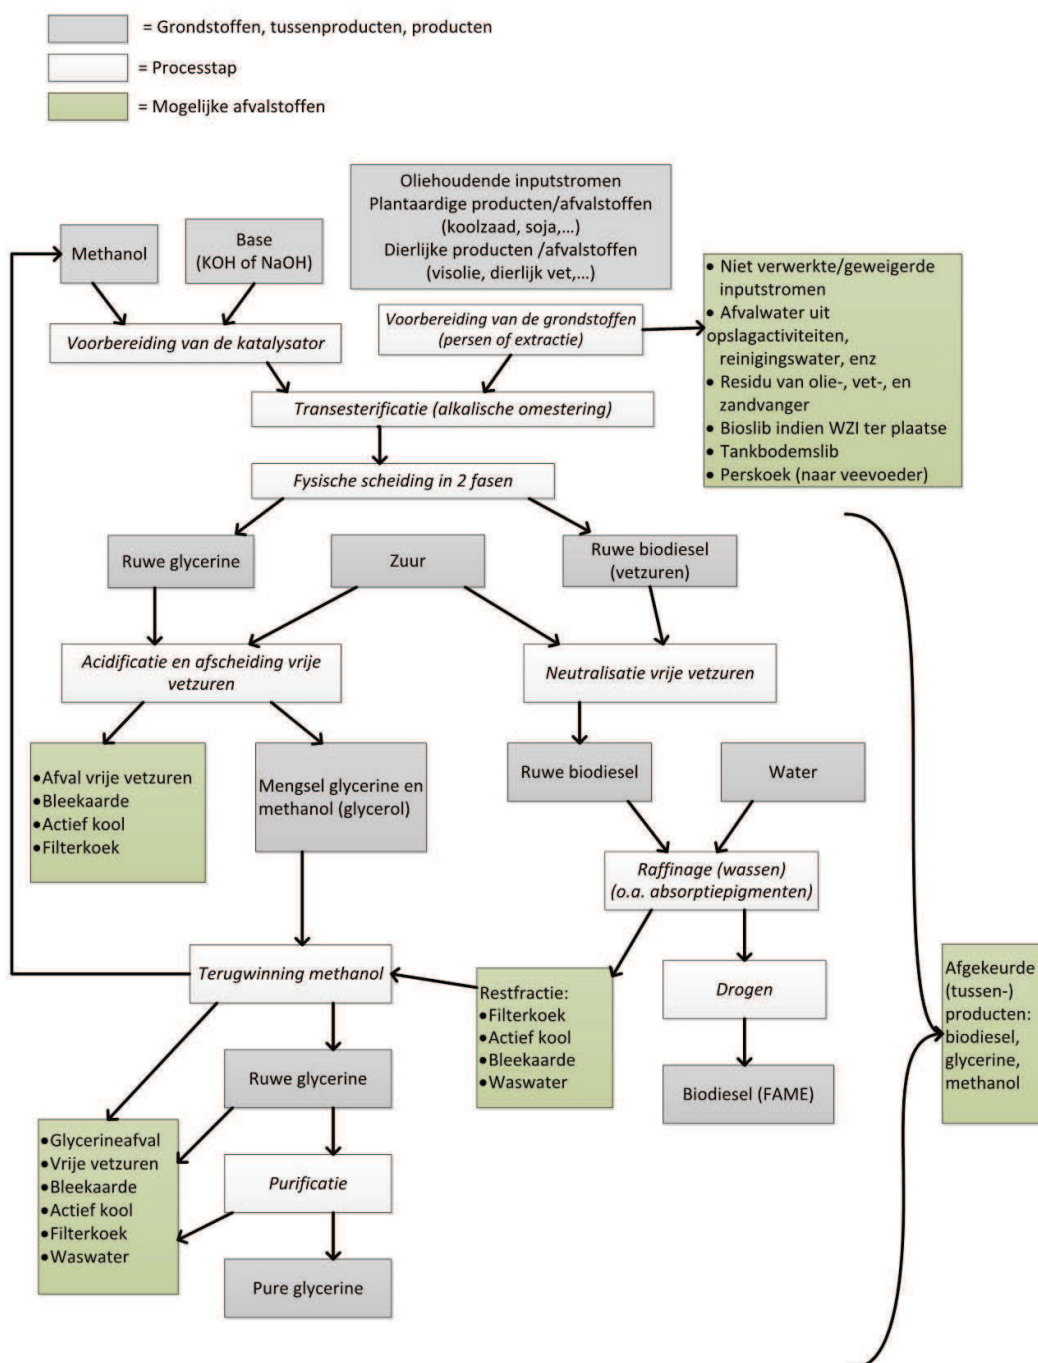 = Grondstoffen, tussenproducten, producten
= Processtap
= Mogelijke afvalstoffen
Oliehoudende inputstromen
Plantaardige producten/afvalstoffen
(koolzaad, soja,...)
Dierlijke producten /afvalstoffen
(visolie, dierlijk vet,...)
Methanol
Base
(KOH of NaOH)
• Niet verwerkte/geweigerde
inputstromen
• Afvalwater uit
opslagactiviteiten,
reinigingswater, enz
• Residu van olie-, vet-, en
zandvanger
• Bioslib indien WZI ter plaatse
• Tankbodemslib
• Perskoek (naar veevoeder)
Voorbereiding van de katalysator
Voorbereiding van de grondstoffen
(persen of extractie)
Transesterificatie (alkalische omestering)
Fysische scheiding in 2 fasen
Ruwe glycerine
Zuur
Ruwe biodiesel
(vetzuren)
Acidificatie en afscheiding vrije
vetzuren
Neutralisatie vrije vetzuren
• Afval vrije vetzuren
• Bleekaarde
• Actief kool
• Filterkoek
Mengsel glycerine en
methanol (glycerol)
Ruwe biodiesel
Water
Raffinage (wassen)
(o.a. absorptiepigmenten)
Terugwinning methanol
Restfractie:
• Filterkoek
• Actief kool
• Bleekaarde
• Waswater
Drogen
Afgekeurde
(tussen-)
producten:
biodiesel,
glycerine,
methanol
Ruwe glycerine
Biodiesel (FAME)
• Glycerineafval
• Vrije vetzuren
• Bleekaarde
• Actief kool
• Filterkoek
• Waswater
Purificatie
Pure glycerine